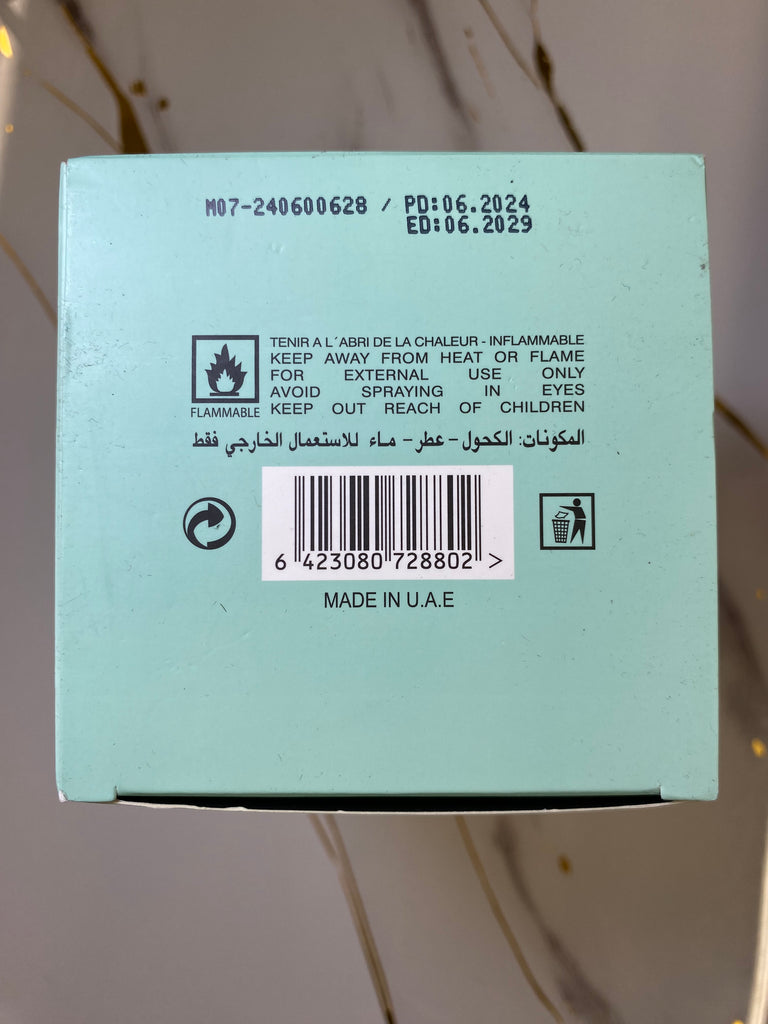 M07-240600628 / PD:06.2024
ED:06.2029
TENIR A L´ABRI DE LA CHALEUR - INFLAMMABLE
KEEP AWAY FROM HEAT OR FLAME
FOR EXTERNAL USE ONLY
AVOID SPRAYING IN EYES
KEEP OUT REACH OF CHILDREN
FLAMMABLE
المكونات: الكحول - عطر - ماء للاستعمال الخارجي فقط
6 423080 728802 >
MADE IN U.A.E